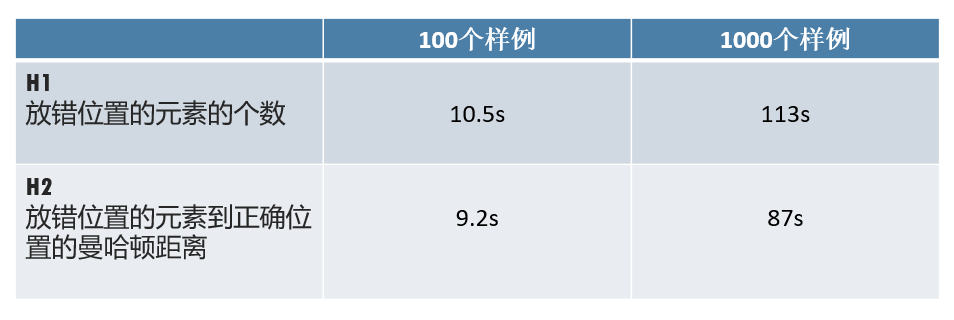 100个样例 1000个样例
H1
放错位置的元素的个数
10.5s 113s
H2
放错位置的元素到正确位
置的曼哈顿距离
9.2s 87s